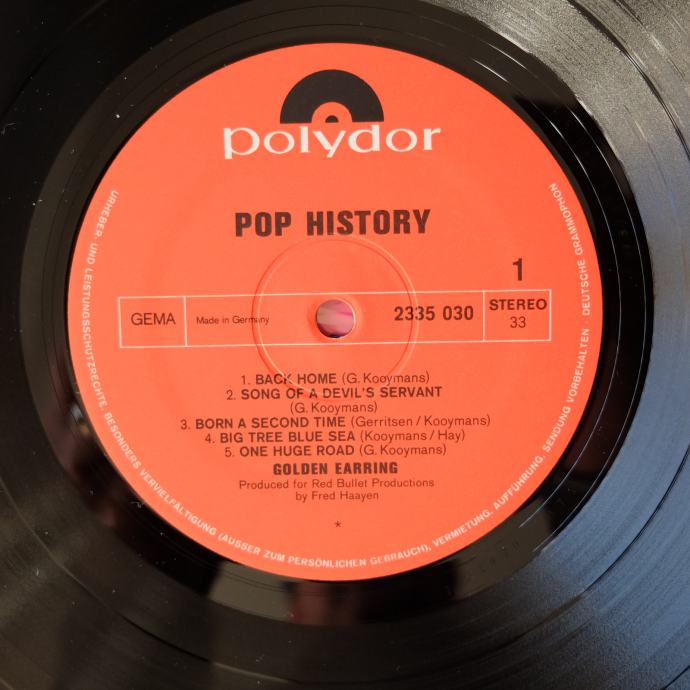 polydor
POP HISTORY
1
GEMA
Made in Germany
2335 030
STEREO
33
1. BACK HOME (G. Kooymans)
2. SONG OF A DEVIL'S SERVANT
(G. Kooymans)
3. BORN A SECOND TIME (Gerritsen / Kooymans)
4. BIG TREE BLUE SEA (Kooymans / Hay)
5. ONE HUGE ROAD (G. Kooymans)
GOLDEN EARRING
Produced for Red Bullet Productions
by Fred Haayen
*
URHEBER- UND LEISTUNGSSCHUTZRECHTE, BESONDERS VERVIELFÄLTIGUNG (AUSSER ZUM PERSÖNLICHEN GEBRAUCH), VERMIETUNG, AUFFÜHRUNG, SENDUNG VORBEHALTEN · DEUTSCHE GRAMMOPHON